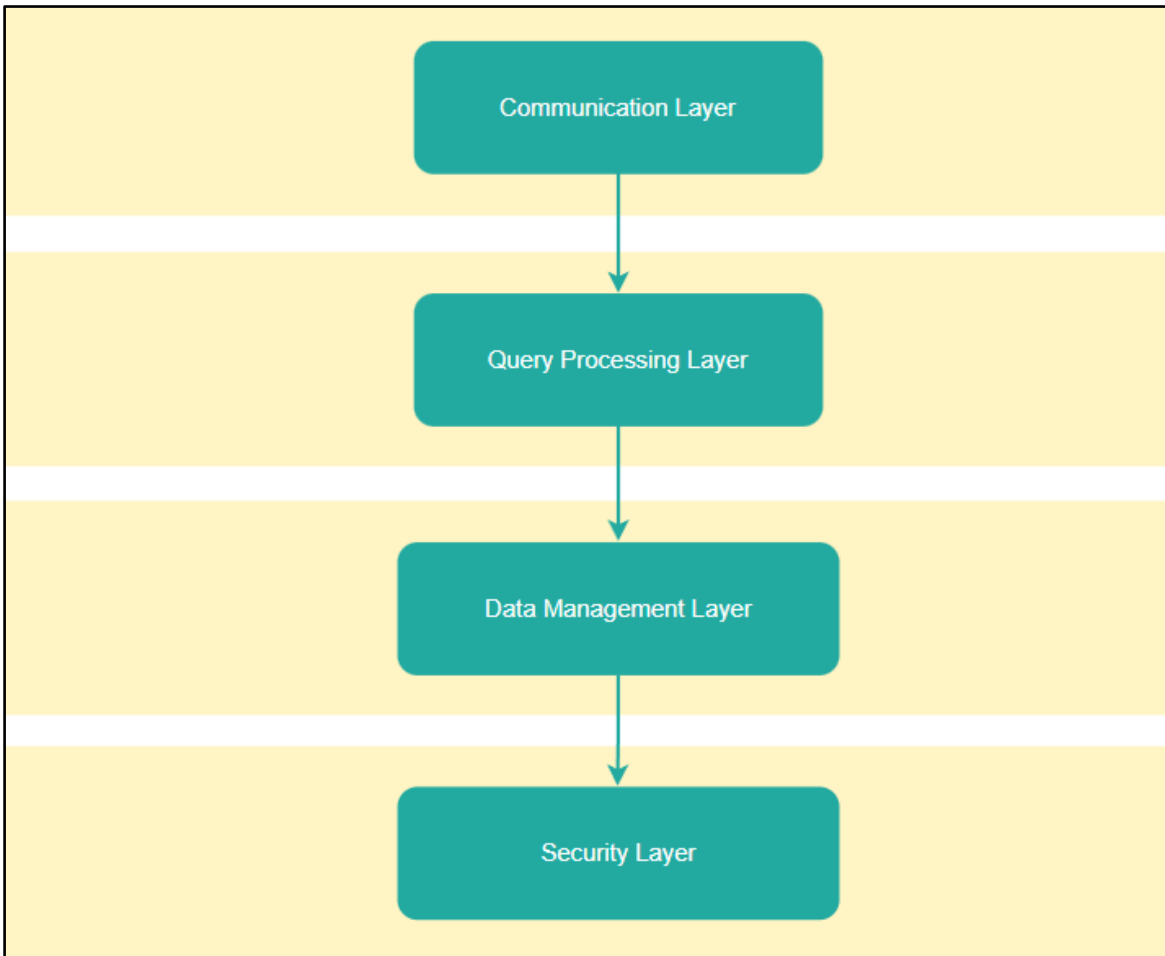 Communication Layer
Query Processing Layer
Data Management Layer
Security Layer